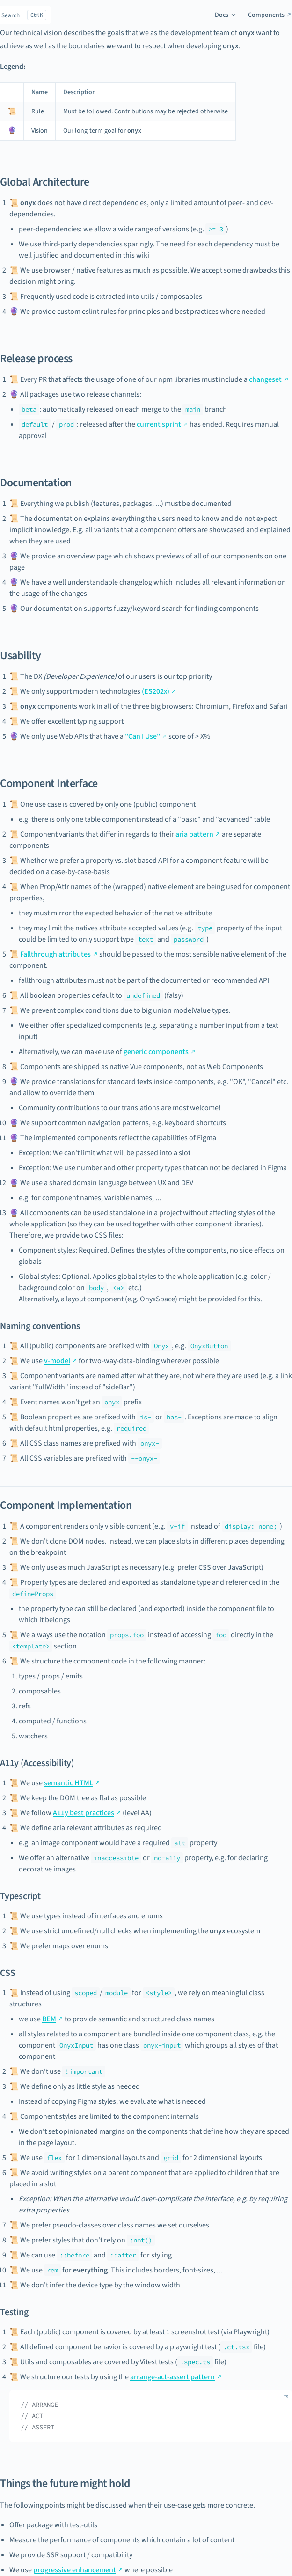 Search Ctrl K Docs Components ↗
Our technical vision describes the goals that we as the development team of onyx want to
achieve as well as the boundaries we want to respect when developing onyx.
Legend:
Name Description
📜 Rule Must be followed. Contributions may be rejected otherwise
🔮 Vision Our long-term goal for onyx
Global Architecture
1. 📜 onyx does not have direct dependencies, only a limited amount of peer- and dev-
dependencies.
• peer-dependencies: we allow a wide range of versions (e.g. >= 3 )
• We use third-party dependencies sparingly. The need for each dependency must be
well justified and documented in this wiki
2. 📜 We use browser / native features as much as possible. We accept some drawbacks this
decision might bring.
3. 📜 Frequently used code is extracted into utils / composables
4. 🔮 We provide custom eslint rules for principles and best practices where needed
Release process
1. 📜 Every PR that affects the usage of one of our npm libraries must include a changeset ↗
2. 🔮 All packages use two release channels:
• beta : automatically released on each merge to the main branch
• default / prod : released after the current sprint ↗ has ended. Requires manual
approval
Documentation
1. 📜 Everything we publish (features, packages, ...) must be documented
2. 📜 The documentation explains everything the users need to know and do not expect
implicit knowledge. E.g. all variants that a component offers are showcased and explained
when they are used
3. 🔮 We provide an overview page which shows previews of all of our components on one
page
4. 🔮 We have a well understandable changelog which includes all relevant information on
the usage of the changes
5. 🔮 Our documentation supports fuzzy/keyword search for finding components
Usability
1. 📜 The DX (Developer Experience) of our users is our top priority
2. 📜 We only support modern technologies (ES202x) ↗
3. 📜 onyx components work in all of the three big browsers: Chromium, Firefox and Safari
4. 📜 We offer excellent typing support
5. 🔮 We only use Web APIs that have a "Can I Use" ↗ score of > X%
Component Interface
1. 📜 One use case is covered by only one (public) component
• e.g. there is only one table component instead of a "basic" and "advanced" table
2. 📜 Component variants that differ in regards to their aria pattern ↗ are separate
components
3. 📜 Whether we prefer a property vs. slot based API for a component feature will be
decided on a case-by-case-basis
4. 📜 When Prop/Attr names of the (wrapped) native element are being used for component
properties,
• they must mirror the expected behavior of the native attribute
• they may limit the natives attribute accepted values (e.g. type property of the input
could be limited to only support type text and password )
5. 📜 Fallthrough attributes ↗ should be passed to the most sensible native element of the
component.
• fallthrough attributes must not be part of the documented or recommended API
6. 📜 All boolean properties default to undefined (falsy)
7. 📜 We prevent complex conditions due to big union modelValue types.
• We either offer specialized components (e.g. separating a number input from a text
input)
• Alternatively, we can make use of generic components ↗
8. 📜 Components are shipped as native Vue components, not as Web Components
9. 🔮 We provide translations for standard texts inside components, e.g. "OK", "Cancel" etc.
and allow to override them.
• Community contributions to our translations are most welcome!
10. 🔮 We support common navigation patterns, e.g. keyboard shortcuts
11. 🔮 The implemented components reflect the capabilities of Figma
• Exception: We can't limit what will be passed into a slot
• Exception: We use number and other property types that can not be declared in Figma
12. 🔮 We use a shared domain language between UX and DEV
• e.g. for component names, variable names, ...
13. 🔮 All components can be used standalone in a project without affecting styles of the
whole application (so they can be used together with other component libraries).
Therefore, we provide two CSS files:
• Component styles: Required. Defines the styles of the components, no side effects on
globals
• Global styles: Optional. Applies global styles to the whole application (e.g. color /
background color on body , <a> etc.)
Alternatively, a layout component (e.g. OnyxSpace) might be provided for this.
Naming conventions
1. 📜 All (public) components are prefixed with Onyx , e.g. OnyxButton
2. 📜 We use v-model ↗ for two-way-data-binding wherever possible
3. 📜 Component variants are named after what they are, not where they are used (e.g. a link
variant "fullWidth" instead of "sideBar")
4. 📜 Event names won't get an onyx prefix
5. 📜 Boolean properties are prefixed with is- or has- . Exceptions are made to align
with default html properties, e.g. required
6. 📜 All CSS class names are prefixed with onyx-
7. 📜 All CSS variables are prefixed with --onyx-
Component Implementation
1. 📜 A component renders only visible content (e.g. v-if instead of display: none; )
2. 📜 We don't clone DOM nodes. Instead, we can place slots in different places depending
on the breakpoint
3. 📜 We only use as much JavaScript as necessary (e.g. prefer CSS over JavaScript)
4. 📜 Property types are declared and exported as standalone type and referenced in the
defineProps
• the property type can still be declared (and exported) inside the component file to
which it belongs
5. 📜 We always use the notation props.foo instead of accessing foo directly in the
<template> section
6. 📜 We structure the component code in the following manner:
1. types / props / emits
2. composables
3. refs
4. computed / functions
5. watchers
A11y (Accessibility)
1. 📜 We use semantic HTML ↗
2. 📜 We keep the DOM tree as flat as possible
3. 📜 We follow A11y best practices ↗ (level AA)
4. 📜 We define aria relevant attributes as required
• e.g. an image component would have a required alt property
• We offer an alternative inaccessible or no-a11y property, e.g. for declaring
decorative images
Typescript
1. 📜 We use types instead of interfaces and enums
2. 📜 We use strict undefined/null checks when implementing the onyx ecosystem
3. 📜 We prefer maps over enums
CSS
1. 📜 Instead of using scoped / module for <style> , we rely on meaningful class
structures
• we use BEM ↗ to provide semantic and structured class names
• all styles related to a component are bundled inside one component class, e.g. the
component OnyxInput has one class onyx-input which groups all styles of that
component
2. 📜 We don't use !important
3. 📜 We define only as little style as needed
• Instead of copying Figma styles, we evaluate what is needed
4. 📜 Component styles are limited to the component internals
• We don't set opinionated margins on the components that define how they are spaced
in the page layout.
5. 📜 We use flex for 1 dimensional layouts and grid for 2 dimensional layouts
6. 📜 We avoid writing styles on a parent component that are applied to children that are
placed in a slot
• Exception: When the alternative would over-complicate the interface, e.g. by requiring
extra properties
7. 📜 We prefer pseudo-classes over class names we set ourselves
8. 📜 We prefer styles that don't rely on :not()
9. 📜 We can use ::before and ::after for styling
10. 📜 We use rem for everything. This includes borders, font-sizes, ...
11. 📜 We don't infer the device type by the window width
Testing
1. 📜 Each (public) component is covered by at least 1 screenshot test (via Playwright)
2. 📜 All defined component behavior is covered by a playwright test ( .ct.tsx file)
3. 📜 Utils and composables are covered by Vitest tests ( .spec.ts file)
4. 📜 We structure our tests by using the arrange-act-assert pattern ↗
ts
// ARRANGE
// ACT
// ASSERT
Things the future might hold
The following points might be discussed when their use-case gets more concrete.
• Offer package with test-utils
• Measure the performance of components which contain a lot of content
• We provide SSR support / compatibility
• We use progressive enhancement ↗ where possible